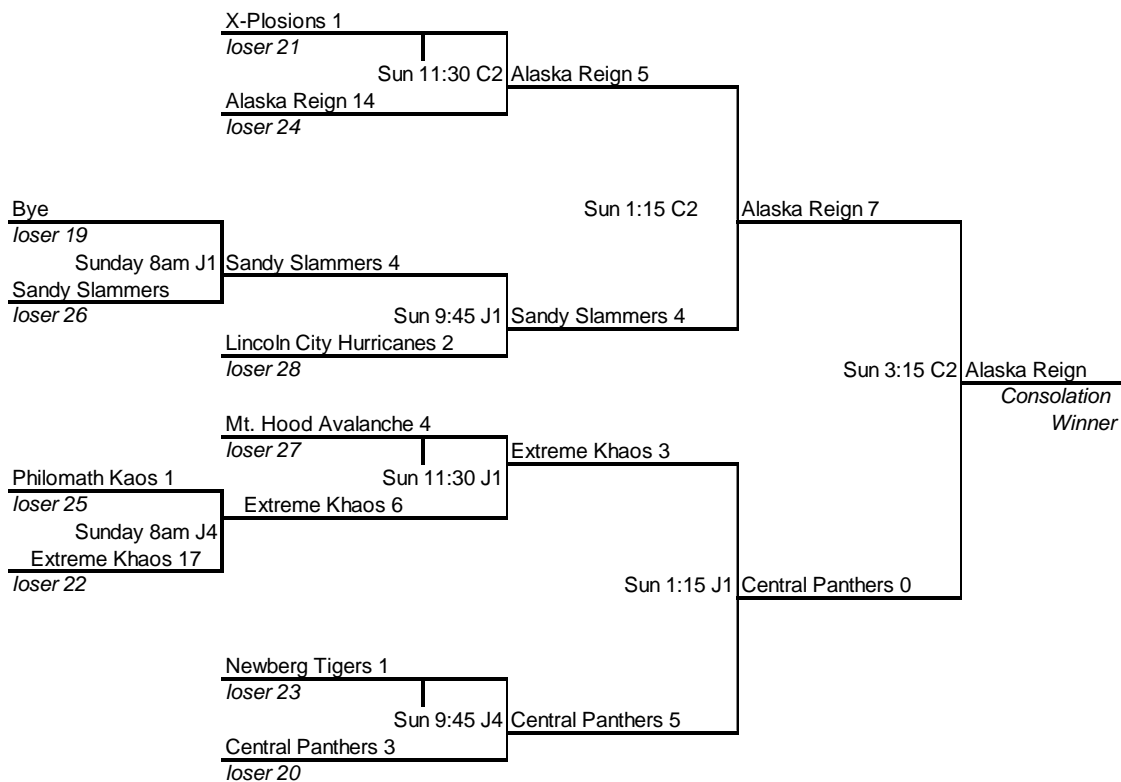 X-Plosions 1
loser 21
Sun 11:30 C2 Alaska Reign 5
Alaska Reign 14
loser 24
Bye
loser 19
Sun 1:15 C2 Alaska Reign 7
Sunday 8am J1 Sandy Slammers 4
Sandy Slammers
loser 26
Sun 9:45 J1 Sandy Slammers 4
Lincoln City Hurricanes 2
loser 28
Sun 3:15 C2 Alaska Reign
Consolation
Winner
Mt. Hood Avalanche 4
loser 27
Extreme Khaos 3
Sun 11:30 J1
Philomath Kaos 1
loser 25
Extreme Khaos 6
Sunday 8am J4
Extreme Khaos 17
loser 22
Sun 1:15 J1 Central Panthers 0
Newberg Tigers 1
loser 23
Sun 9:45 J4 Central Panthers 5
Central Panthers 3
loser 20